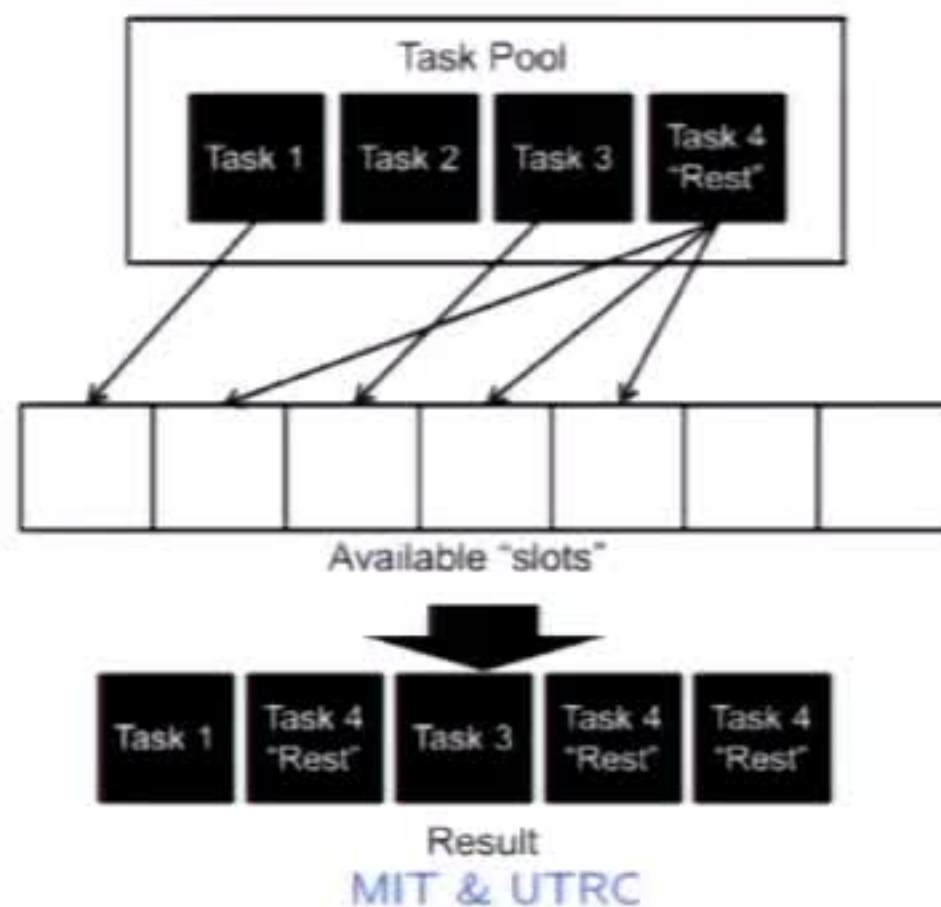 Task Pool
Task 1
Task 2
Task 3
Task 4
"Rest"
Available "slots"
Task 1
Task 4
"Rest"
Task 3
Task 4
"Rest"
Task 4
"Rest"
Result
MIT & UTRC